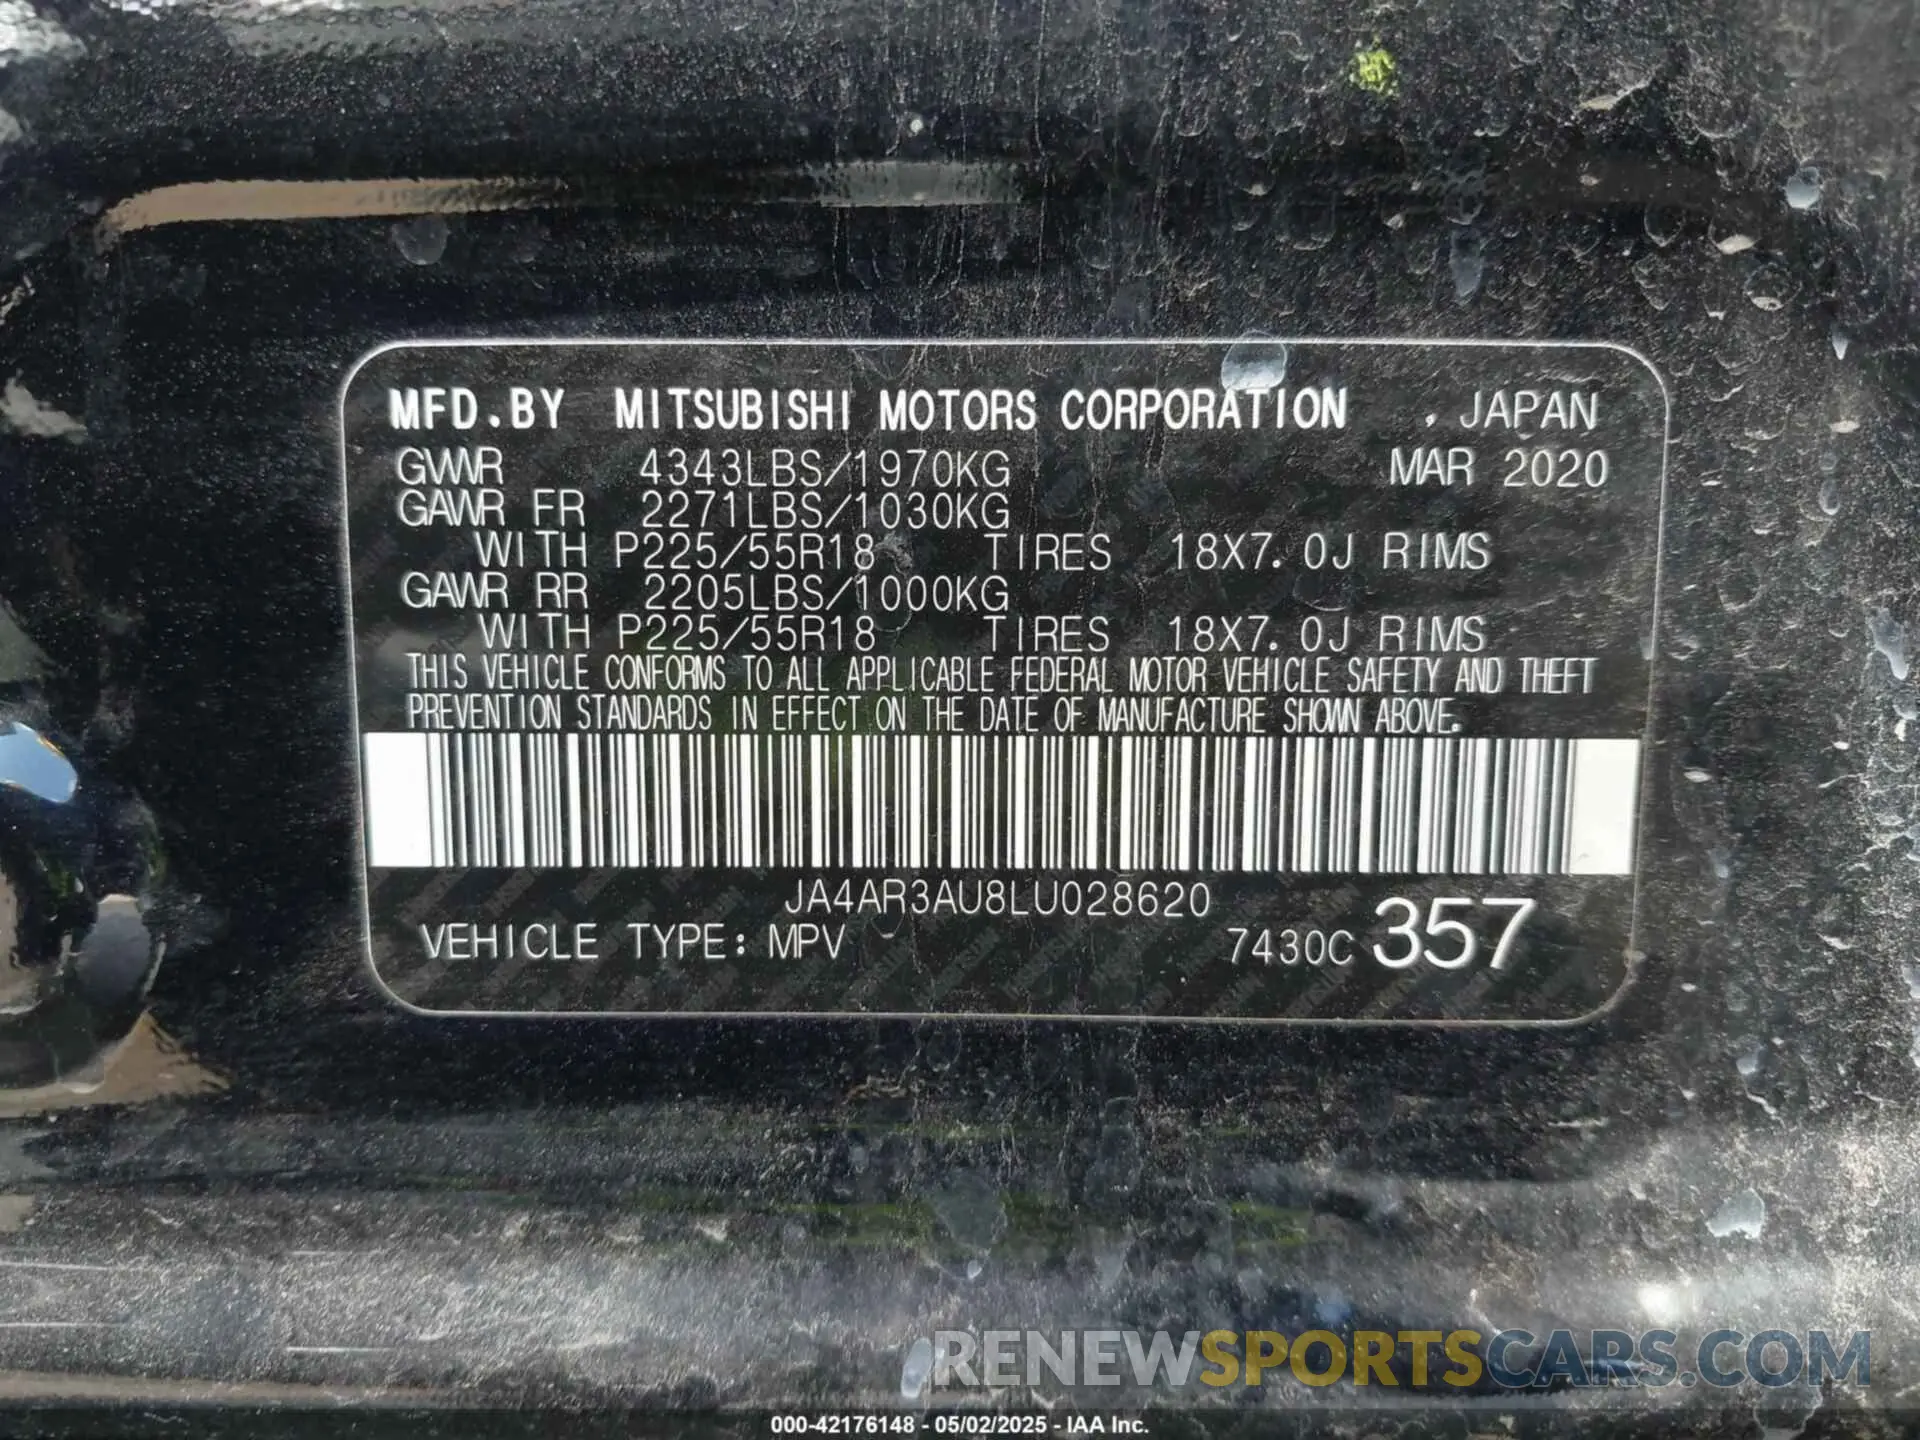 MFD.BY MITSUBISHI MOTORS CORPORATION , JAPAN
GVWR 4343LBS/1970KG MAR 2020
GAWR FR 2271LBS/1030KG
WITH P225/55R18 TIRES 18X7.0J RIMS
GAWR RR 2205LBS/1000KG
WITH P225/55R18 TIRES 18X7.0J RIMS
THIS VEHICLE CONFORMS TO ALL APPLICABLE FEDERAL MOTOR VEHICLE SAFETY AND THEFT
PREVENTION STANDARDS IN EFFECT ON THE DATE OF MANUFACTURE SHOWN ABOVE.
JA4AR3AU8LU028620
VEHICLE TYPE: MPV 7430C 357
RENEWSPORTSCARS.COM
000-42176148 - 05/02/2025 - IAA Inc.